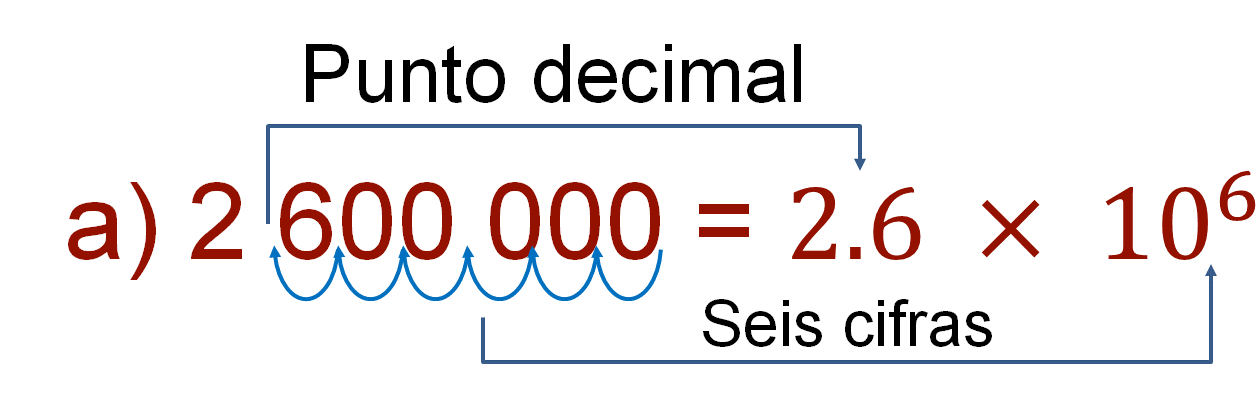 Punto decimal
a) 2 600 000 = 2.6 × 10⁶
Seis cifras